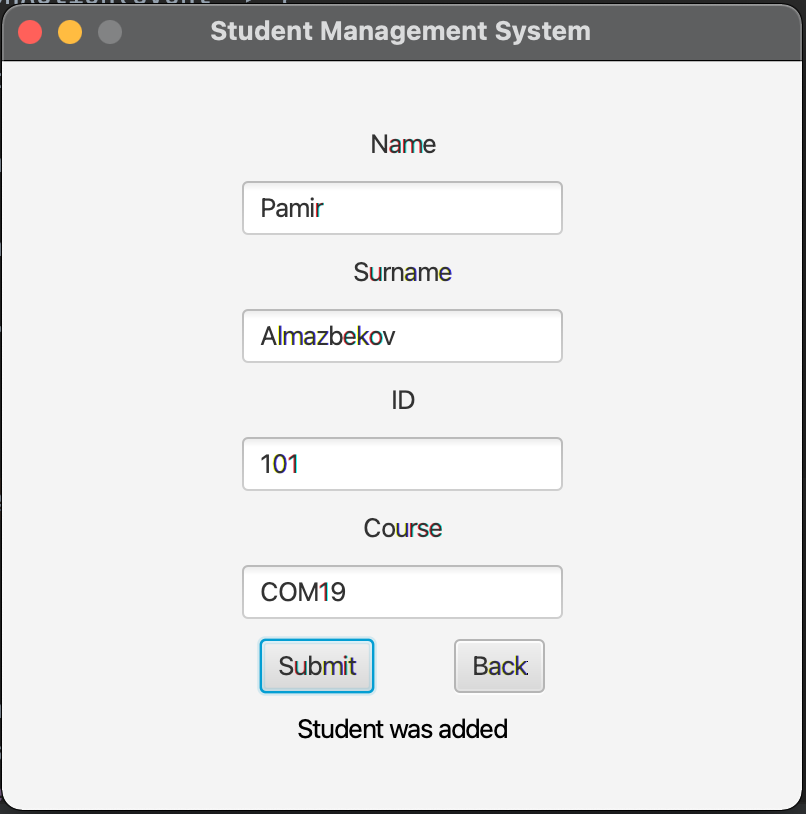 Student Management System
Name
Pamir
Surname
Almazbekov
ID
101
Course
COM19
Submit Back
Student was added